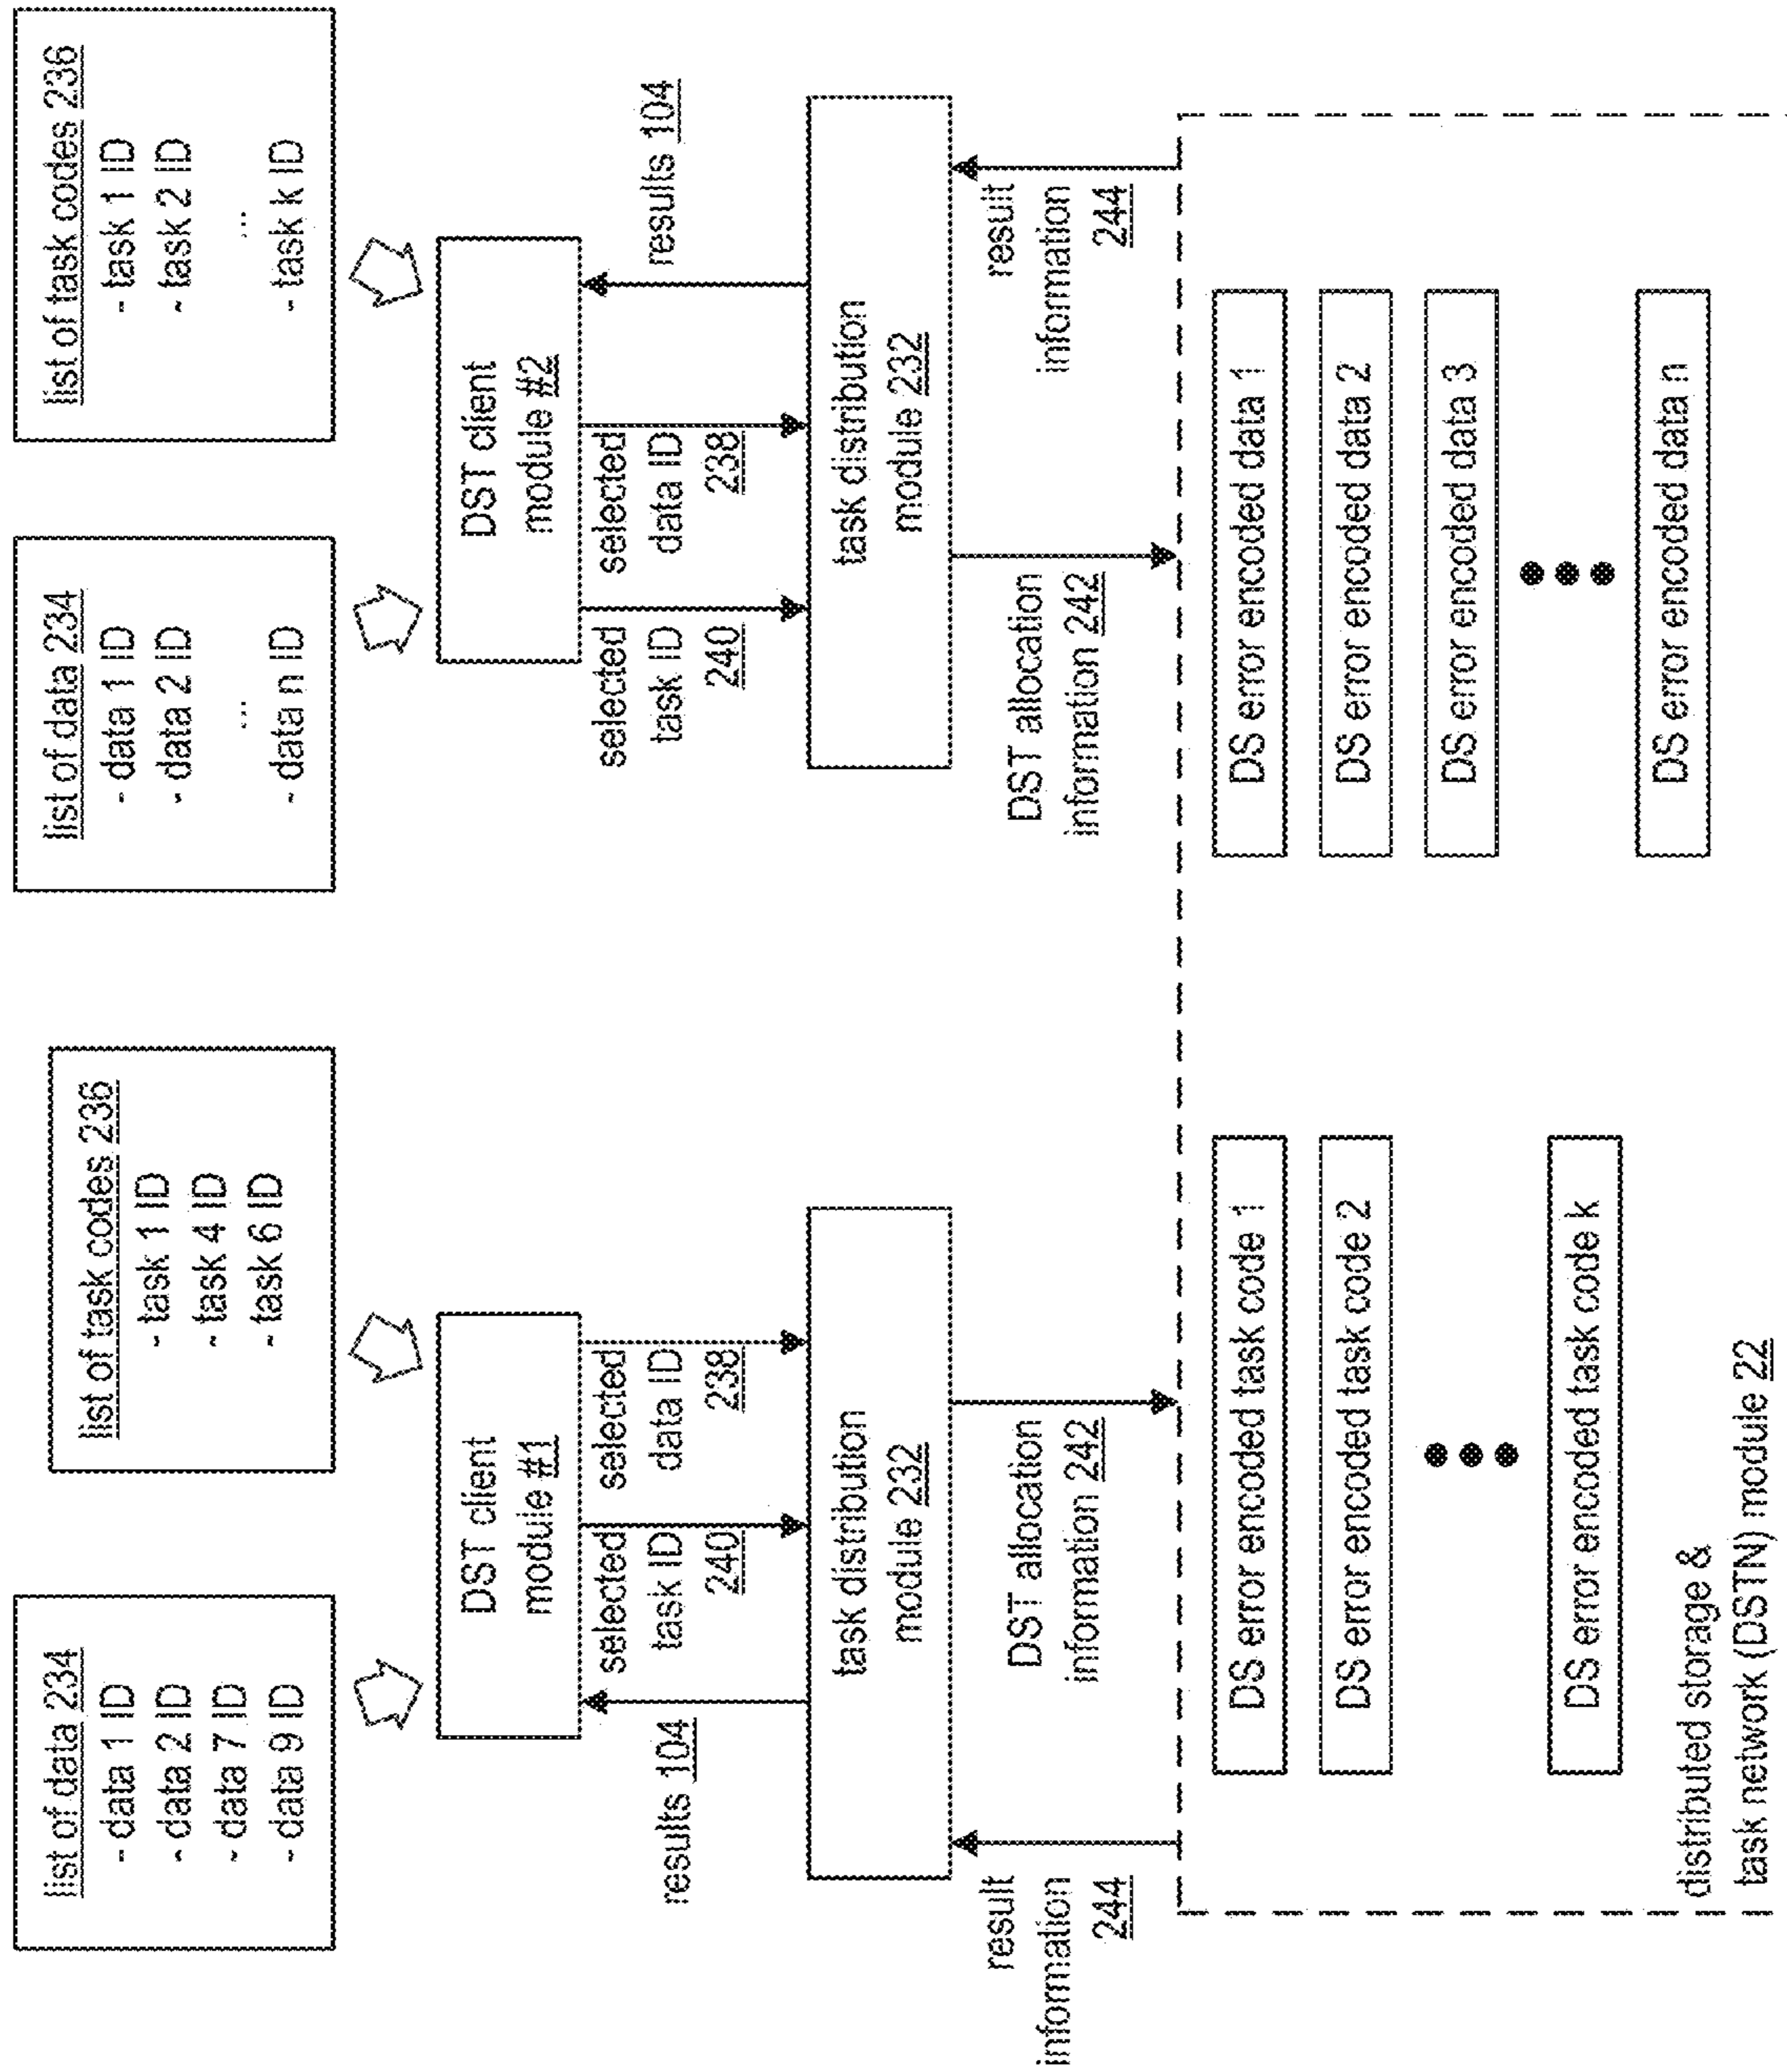 list of data 234
- data 1 ID
- data 2 ID
- data 7 ID
- data 9 ID
list of task codes 236
- task 1 ID
- task 4 ID
- task 6 ID
DST client
module #1
results 104
selected
task ID
240
selected
data ID
238
task distribution
module 232
result
information
244
DST allocation
information 242
list of data 234
- data 1 ID
- data 2 ID
...
- data n ID
list of task codes 236
- task 1 ID
- task 2 ID
...
- task k ID
DST client
module #2
selected
task ID
240
selected
data ID
238
results 104
task distribution
module 232
DST allocation
information 242
result
information
244
DS error encoded task code 1
DS error encoded task code 2
DS error encoded task code k
DS error encoded data 1
DS error encoded data 2
DS error encoded data 3
DS error encoded data n
distributed storage &
task network (DSTN) module 22